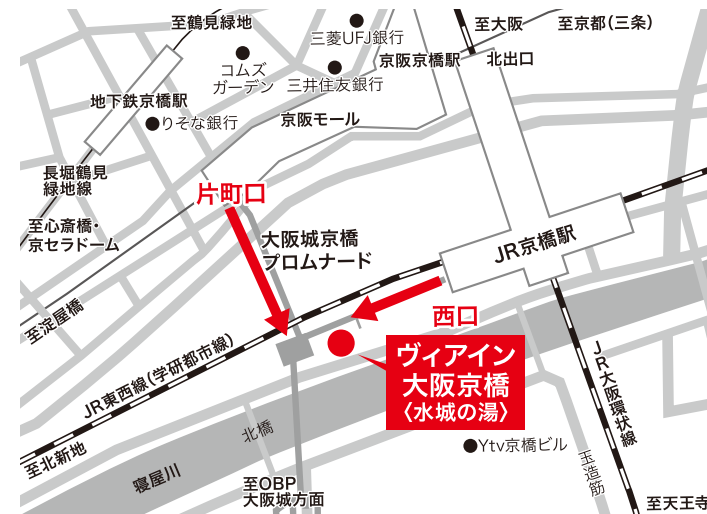 至鶴見緑地
三菱UFJ銀行
至大阪
至京都（三条）
コムズ
ガーデン
三井住友銀行
京阪京橋駅
北出口
地下鉄京橋駅
りそな銀行
京阪モール
長堀鶴見
緑地線
片町口
至心斎橋・
京セラドーム
大阪城京橋
プロムナード
JR京橋駅
至淀屋橋
西口
ヴィアイン
大阪京橋
〈水城の湯〉
JR東西線（学研都市線）
JR大阪環状線
北橋
Ytv京橋ビル
至北新地
寝屋川
玉造筋
至OBP
大阪城方面
至天王寺